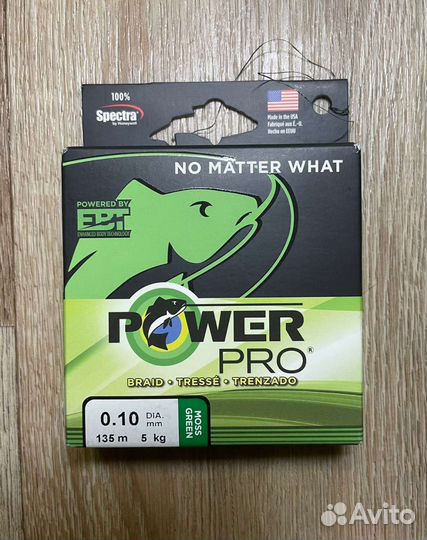 100%
Spectra
by Honeywell
Made in the USA
Fabriqué aux É.-U.
Hecho en EEUU
NO MATTER WHAT
POWERED BY
EBT
ENHANCED BODY TECHNOLOGY
POWER
PRO®
BRAID • TRESSÉ • TRENZADO
0.10 DIA. mm
135 m 5 kg
MOSS
GREEN
Avito